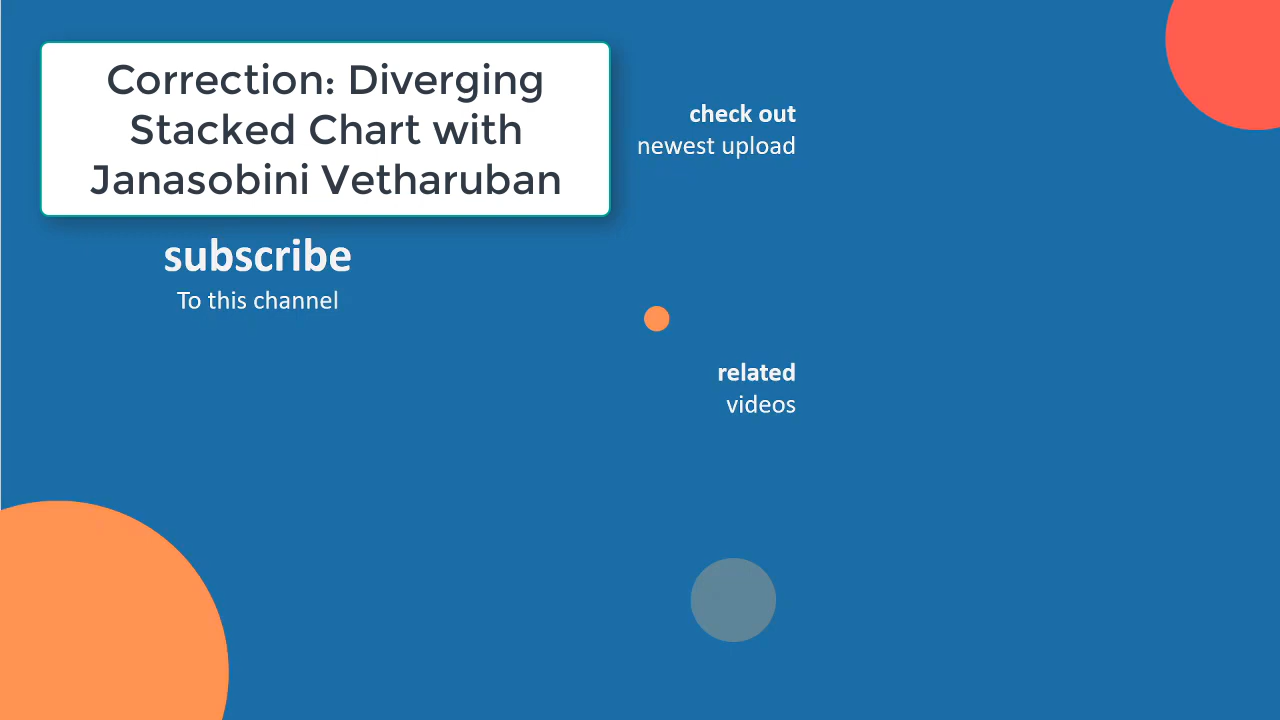 Correction: Diverging
Stacked Chart with
Janasobini Vetharuban
check out
newest upload
subscribe
To this channel
related
videos